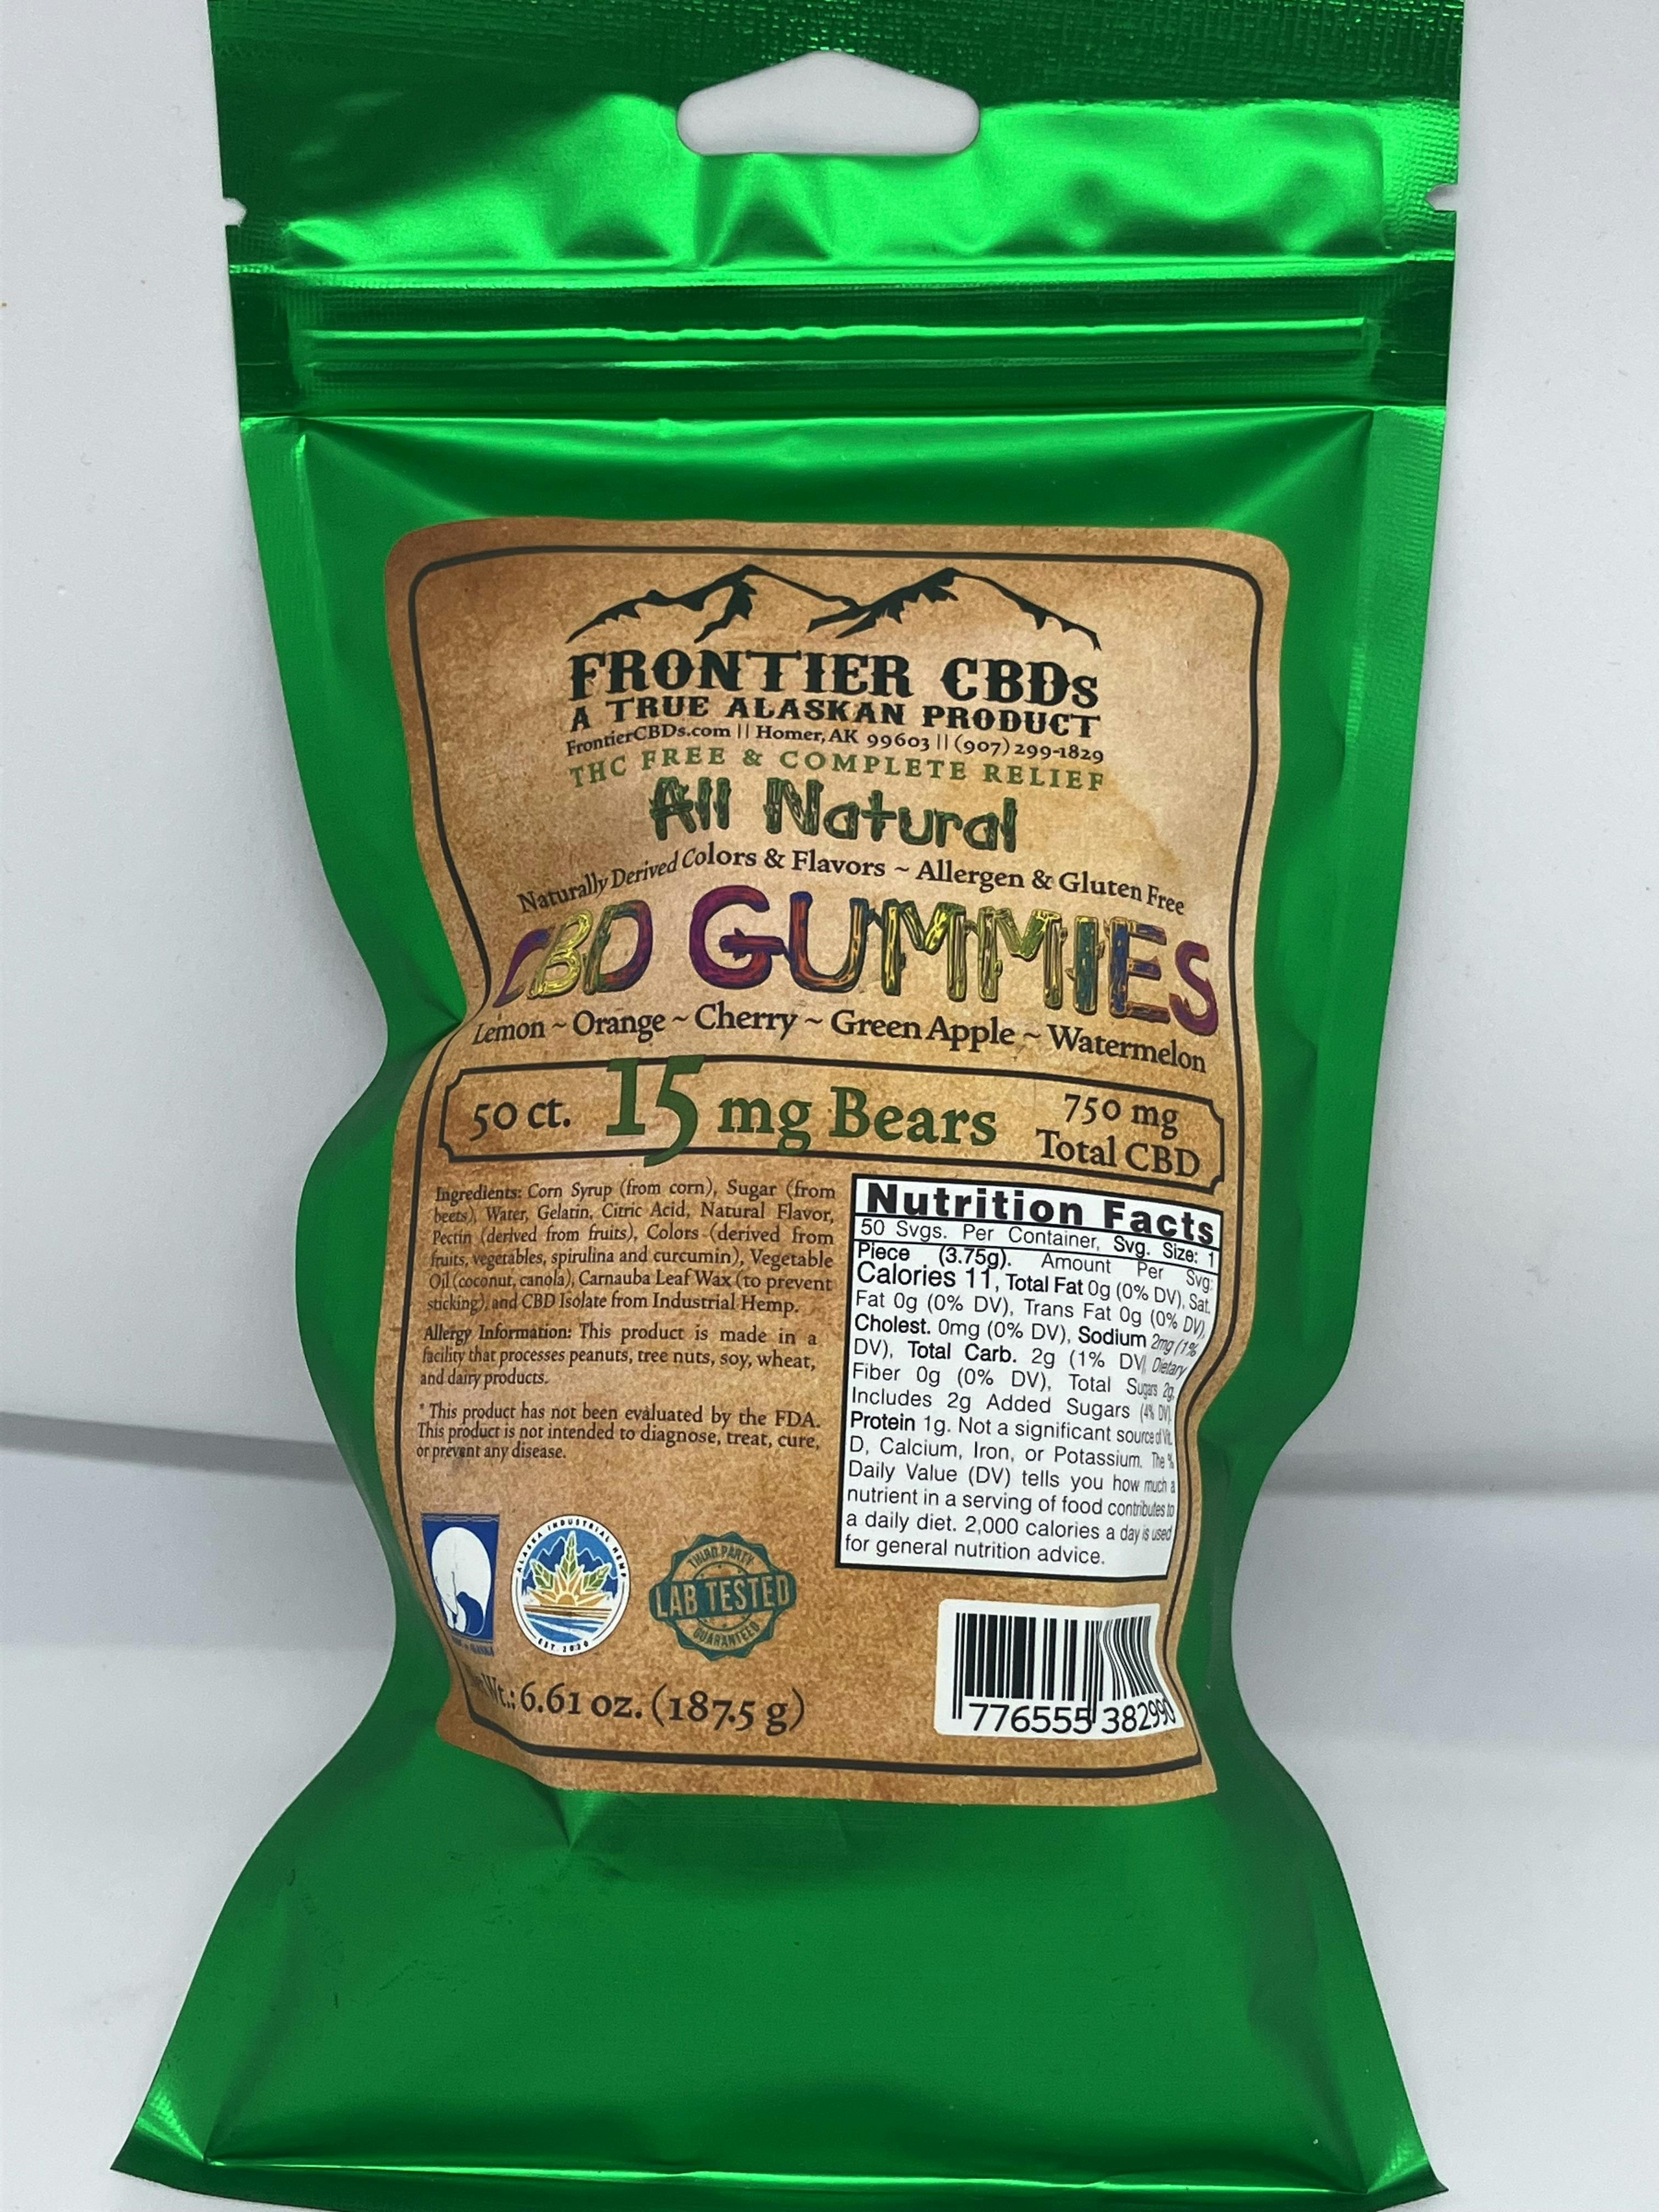 FRONTIER CBDs
A TRUE ALASKAN PRODUCT
FrontierCBDs.com || Homer, AK 99603 || (907) 299-1829
THC FREE & COMPLETE RELIEF
All Natural
Naturally Derived Colors & Flavors ~ Allergen & Gluten Free
CBD GUMMIES
Lemon ~ Orange ~ Cherry ~ Green Apple ~ Watermelon
50 ct. 15 mg Bears
750 mg
Total CBD
Ingredients: Corn Syrup (from corn), Sugar (from
beets), Water, Gelatin, Citric Acid, Natural Flavor,
Pectin (derived from fruits), Colors (derived from
fruits, vegetables, spirulina and curcumin), Vegetable
Oil (coconut, canola), Carnauba Leaf Wax (to prevent
sticking), and CBD Isolate from Industrial Hemp.
Allergy Information: This product is made in a
facility that processes peanuts, tree nuts, soy, wheat,
and dairy products.
* This product has not been evaluated by the FDA.
This product is not intended to diagnose, treat, cure,
or prevent any disease.
Nutrition Facts
50 Svgs. Per Container, Svg. Size: 1
Piece (3.75g). Amount Per Svg:
Calories 11, Total Fat 0g (0% DV), Sat.
Fat 0g (0% DV), Trans Fat 0g (0% DV),
Cholest. 0mg (0% DV), Sodium 2mg (1%
DV), Total Carb. 2g (1% DV), Dietary
Fiber 0g (0% DV), Total Sugars 2g,
Includes 2g Added Sugars (4% DV),
Protein 1g. Not a significant source of Vit.
D, Calcium, Iron, or Potassium. The %
Daily Value (DV) tells you how much a
nutrient in a serving of food contributes to
a daily diet. 2,000 calories a day is used
for general nutrition advice.
ALASKA INDUSTRIAL HEMP
EST 2020
THIRD PARTY
LAB TESTED
GUARANTEED
Wt.: 6.61 oz. (187.5 g)
776555 382990